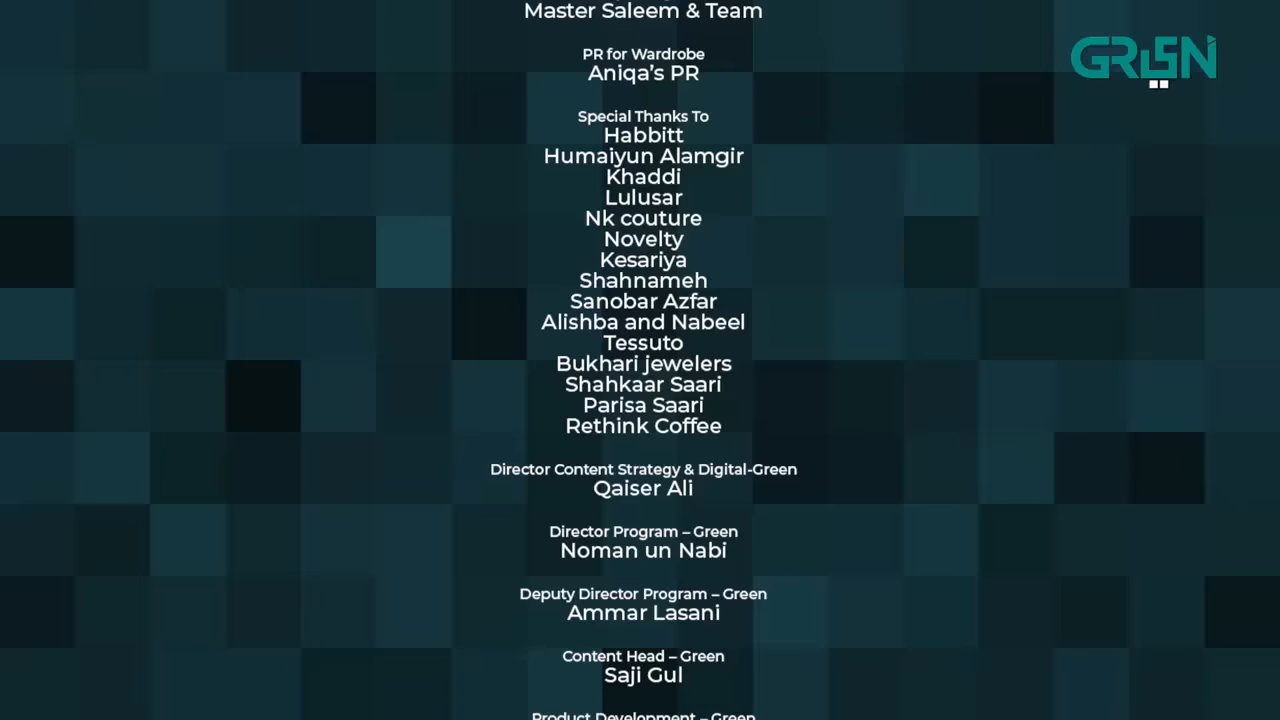 Master Saleem & Team
GREEN
PR for Wardrobe
Aniqa's PR
Special Thanks To
Habbitt
Humaiyun Alamgir
Khaddi
Lulusar
Nk couture
Novelty
Kesariya
Shahnameh
Sanobar Azfar
Alishba and Nabeel
Tessuto
Bukhari jewelers
Shahkaar Saari
Parisa Saari
Rethink Coffee
Director Content Strategy & Digital-Green
Qaiser Ali
Director Program – Green
Noman un Nabi
Deputy Director Program – Green
Ammar Lasani
Content Head – Green
Saji Gul
Product Development – Green